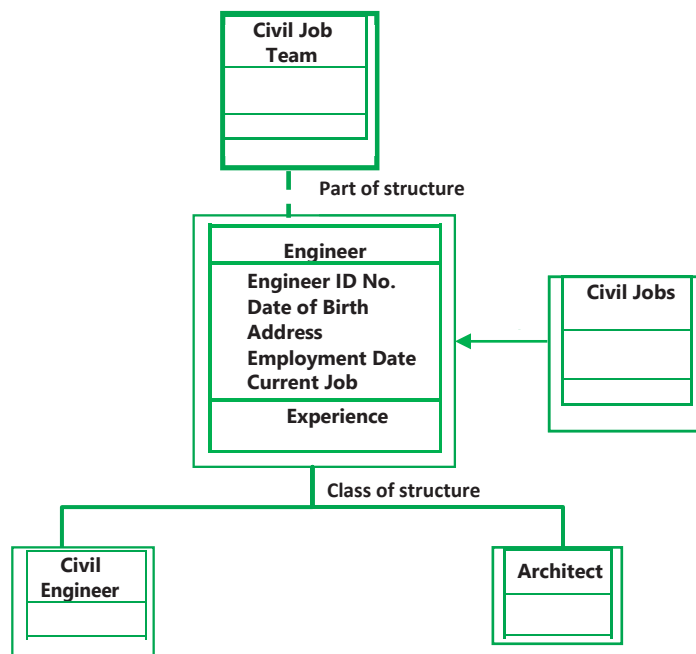 Civil Job
Team
Part of structure
Engineer
Engineer ID No.
Date of Birth
Address
Employment Date
Current Job
Experience
Civil Jobs
Class of structure
Civil
Engineer
Architect